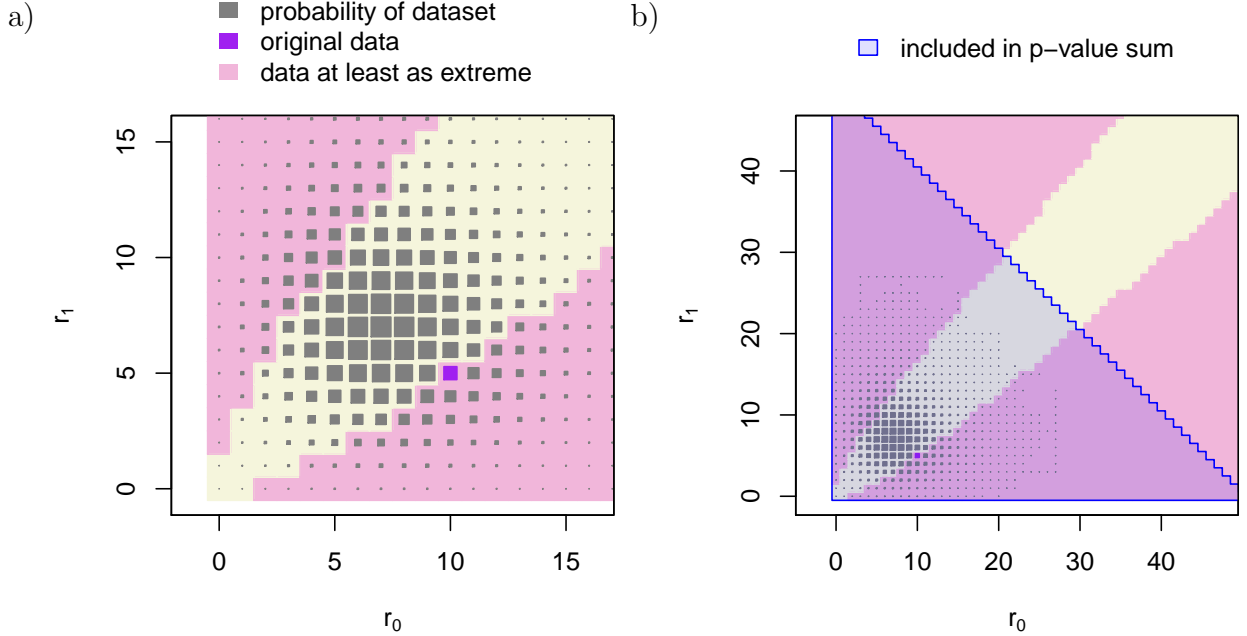 a)
probability of dataset
original data
data at least as extreme
15
10
5
0
r1
0
5
10
15
r0
b)
included in p−value sum
40
30
20
10
0
r1
0
10
20
30
40
r0